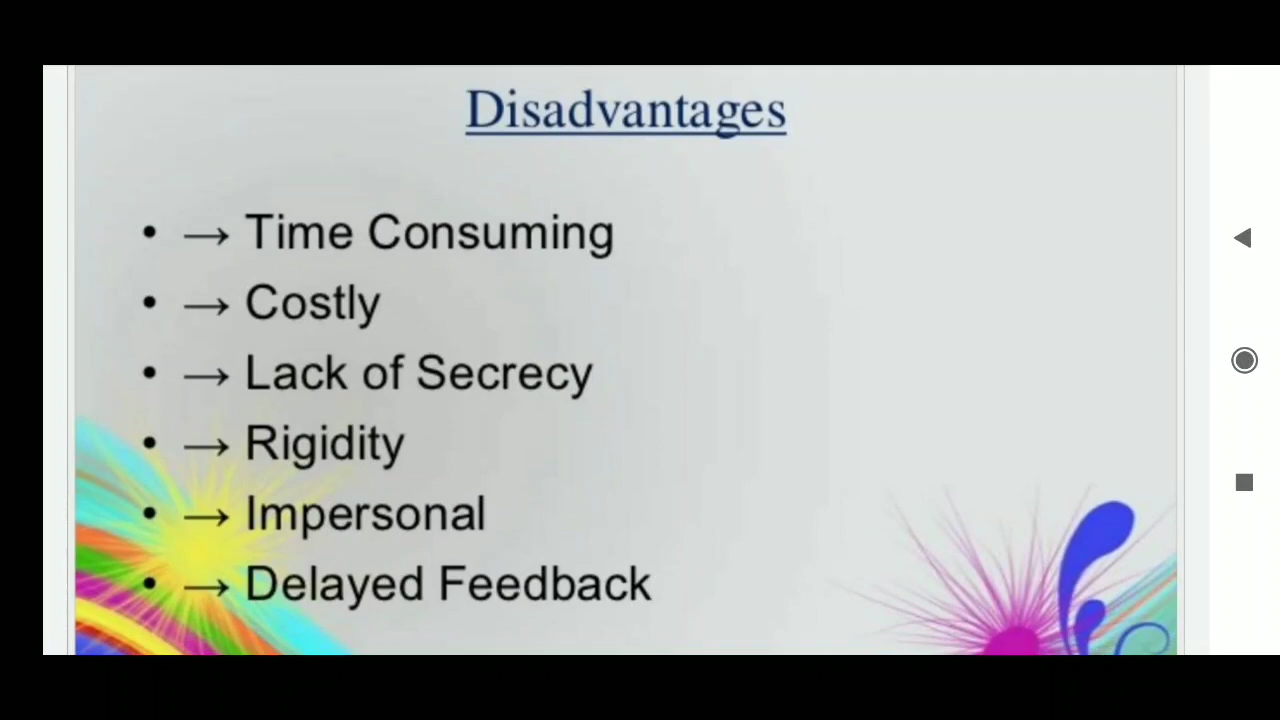 Disadvantages
• → Time Consuming
• → Costly
• → Lack of Secrecy
• → Rigidity
• → Impersonal
• → Delayed Feedback